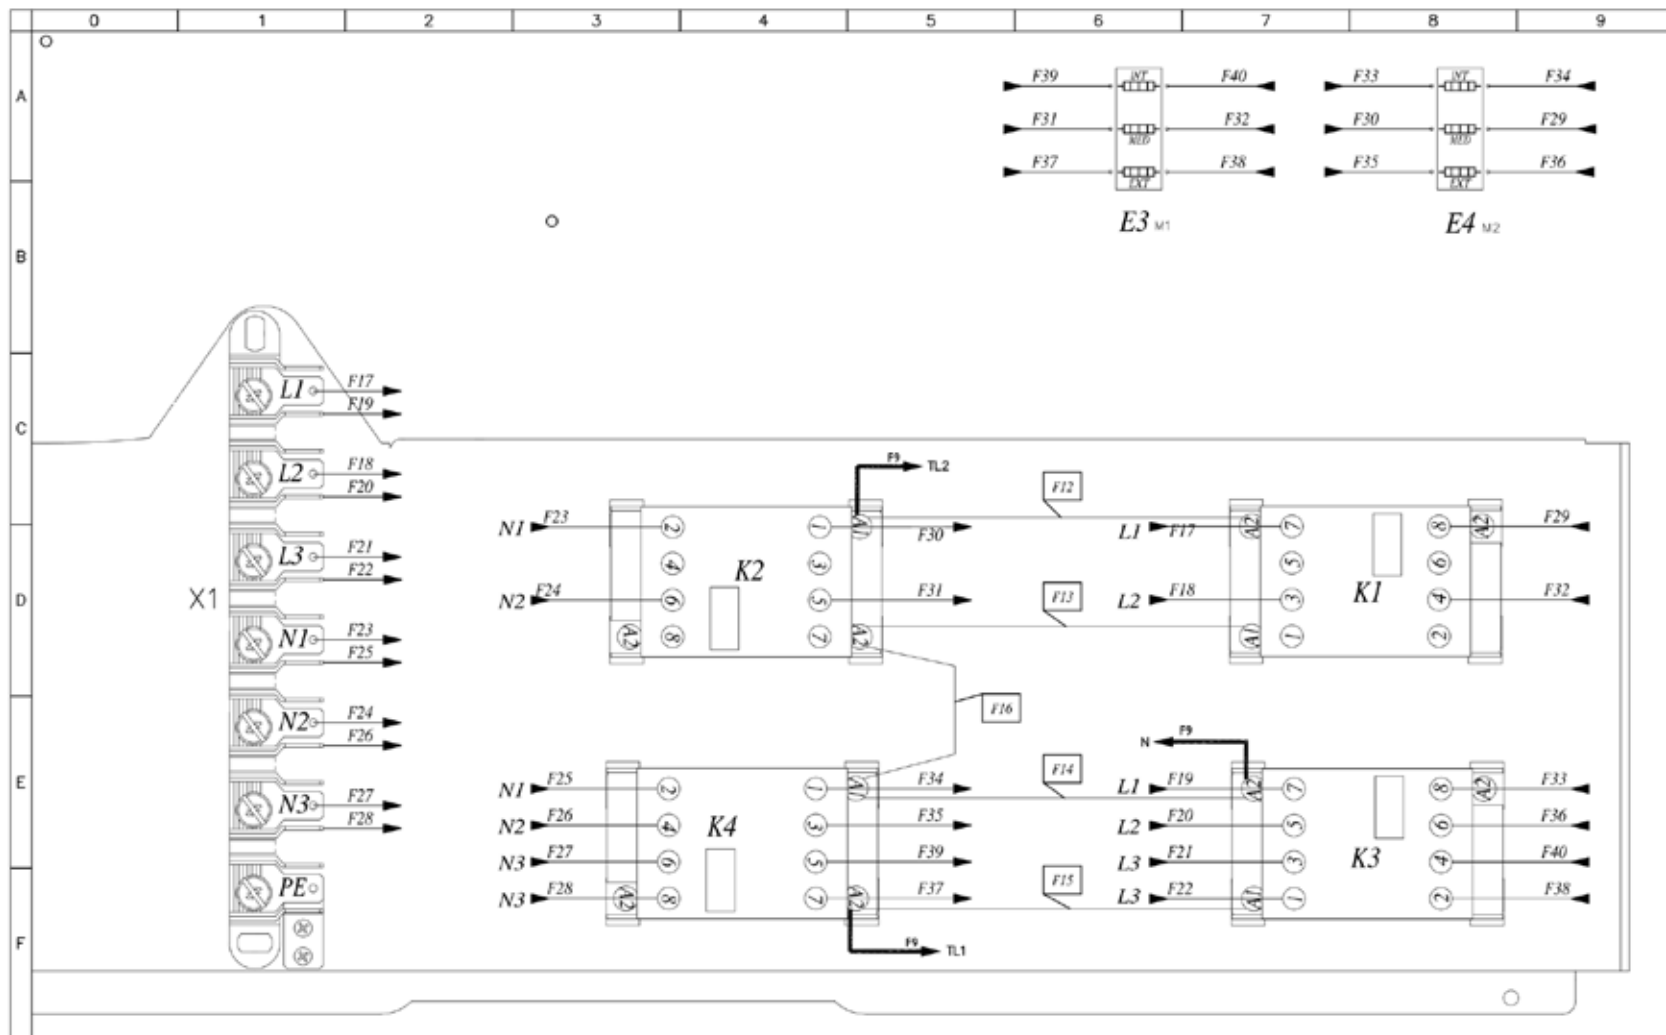 0 1 2 3 4 5 6 7 8 9
A
F39 INT F40 F33 INT F34
F31 MED F32 F30 MED F29
F37 EXT F38 F35 EXT F36
E3 M1 E4 M2
B
C
L1 F17
F19
L2 F18
F20
F9 TL2
F12
N1 F23 2 1 A1 F30 L1 F17 A2 7 8 A2 F29
L3 F21
F22
4 3 5 6
K2 K1
D
X1
N2 F24 6 5 F31 F13 L2 F18 3 4 F32
N1 F23
F25
A2 8 7 A2 A1 1 2
F16
N2 F24
F26
N F9
E
F14
N1 F25 2 1 A1 F34 L1 F19 A2 7 8 A2 F33
N3 F27
F28
N2 F26 4 K4 3 F35 L2 F20 5 6 F36
N3 F27 6 5 F39 L3 F21 3 K3 4 F40
PE
F15
N3 F28 A2 8 7 A2 F37 L3 F22 A1 1 2 F38
F
F9 TL1